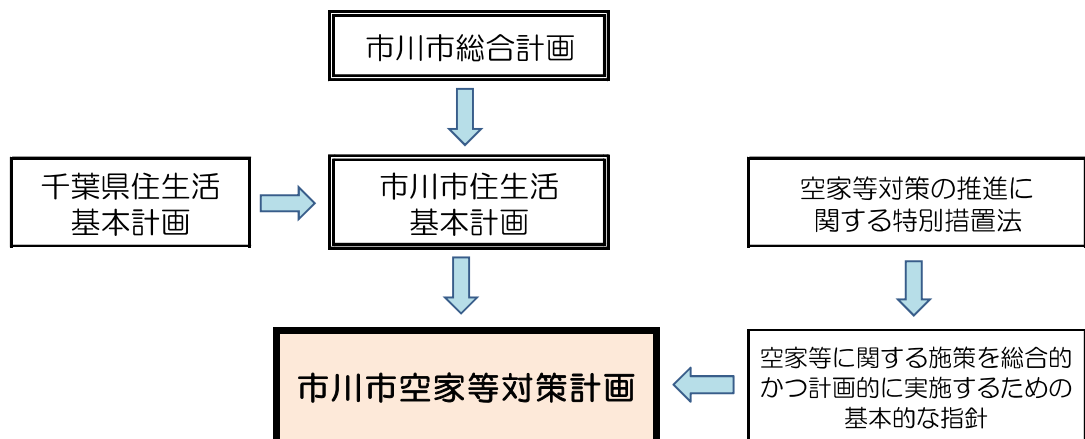 市川市総合計画
千葉県住生活
基本計画
市川市住生活
基本計画
空家等対策の推進に
関する特別措置法
市川市空家等対策計画
空家等に関する施策を総合的
かつ計画的に実施するための
基本的な指針